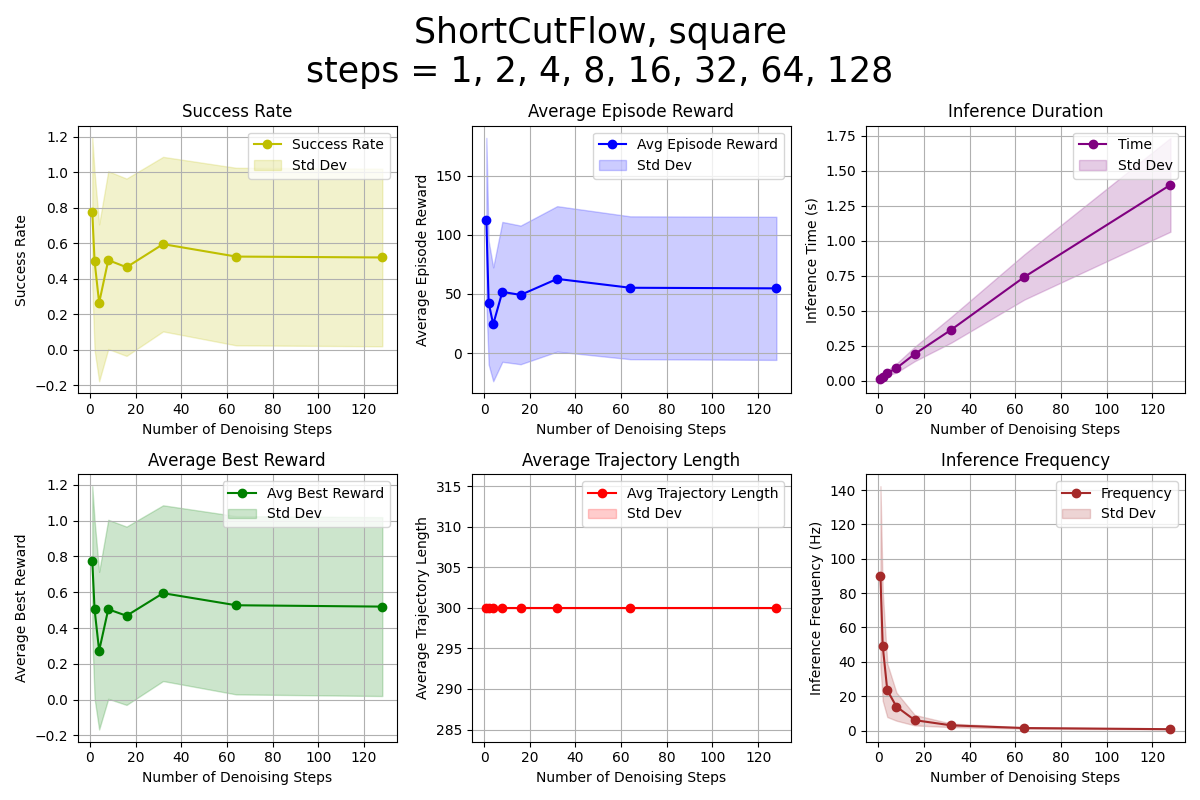 ShortCutFlow, square
steps = 1, 2, 4, 8, 16, 32, 64, 128
Success Rate
Success Rate
Std Dev
1.2
1.0
0.8
0.6
0.4
0.2
0.0
−0.2
Success Rate
0 20 40 60 80 100 120
Number of Denoising Steps
Average Episode Reward
Avg Episode Reward
Std Dev
150
100
50
0
Average Episode Reward
0 20 40 60 80 100 120
Number of Denoising Steps
Inference Duration
Time
Std Dev
1.75
1.50
1.25
1.00
0.75
0.50
0.25
0.00
Inference Time (s)
0 20 40 60 80 100 120
Number of Denoising Steps
Average Best Reward
Avg Best Reward
Std Dev
1.2
1.0
0.8
0.6
0.4
0.2
0.0
−0.2
Average Best Reward
0 20 40 60 80 100 120
Number of Denoising Steps
Average Trajectory Length
Avg Trajectory Length
Std Dev
315
310
305
300
295
290
285
Average Trajectory Length
0 20 40 60 80 100 120
Number of Denoising Steps
Inference Frequency
Frequency
Std Dev
140
120
100
80
60
40
20
0
Inference Frequency (Hz)
0 20 40 60 80 100 120
Number of Denoising Steps